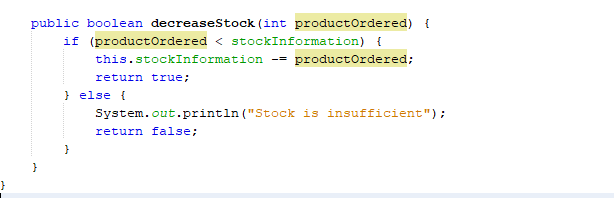 public boolean decreaseStock(int productOrdered) {
if (productOrdered < stockInformation) {
this.stockInformation -= productOrdered;
return true;
} else {
System.out.println("Stock is insufficient");
return false;
}
}
}